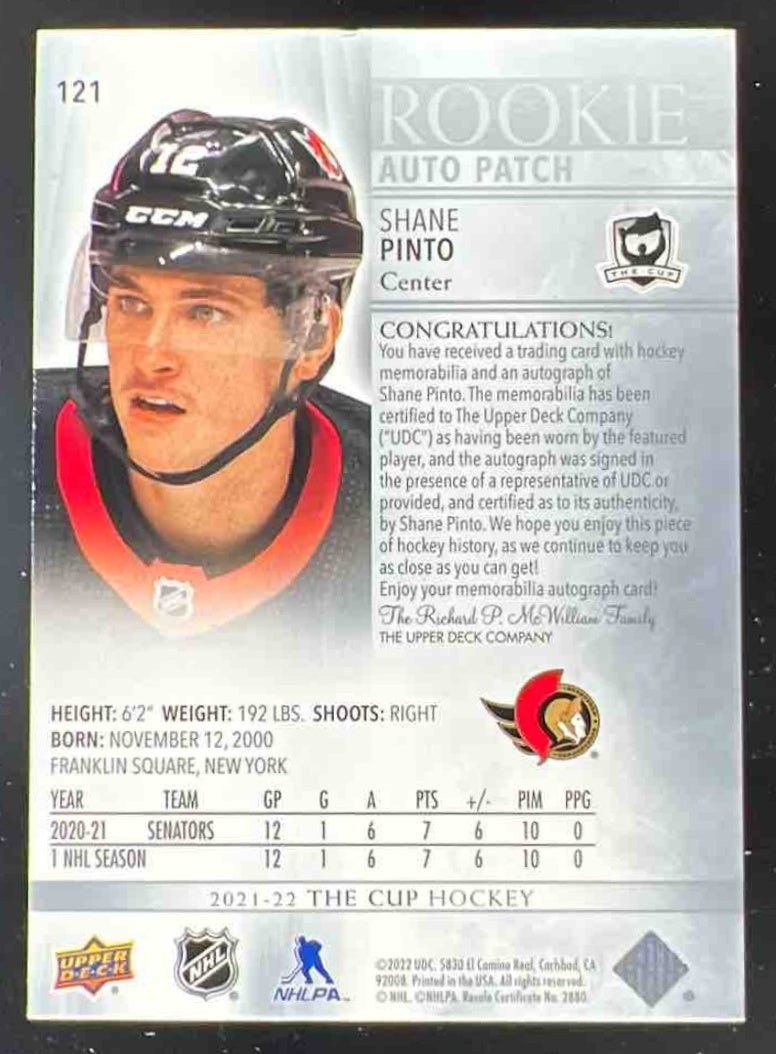 121
ROOKIE
AUTO PATCH
12
CCM
SHANE
PINTO
Center
THE CUP
CONGRATULATIONS!
You have received a trading card with hockey
memorabilia and an autograph of
Shane Pinto. The memorabilia has been
certified to The Upper Deck Company
("UDC") as having been worn by the featured
player, and the autograph was signed in
the presence of a representative of UDC or
provided, and certified as to its authenticity,
by Shane Pinto. We hope you enjoy this piece
of hockey history, as we continue to keep you
as close as you can get!
Enjoy your memorabilia autograph card!
The Richard P. McWilliam Family
THE UPPER DECK COMPANY
HEIGHT: 6'2" WEIGHT: 192 LBS. SHOOTS: RIGHT
BORN: NOVEMBER 12, 2000
FRANKLIN SQUARE, NEW YORK
YEAR TEAM GP G A PTS +/- PIM PPG
2020-21 SENATORS 12 1 6 7 6 10 0
1 NHL SEASON 12 1 6 7 6 10 0
2021-22 THE CUP HOCKEY
UPPER
DECK
NHL
NHLPA
©2022 UDC, 5830 El Camino Real, Carlsbad, CA
92008. Printed in the USA. All rights reserved.
© NHL. ©NHLPA. Resale Certificate No. 2880.